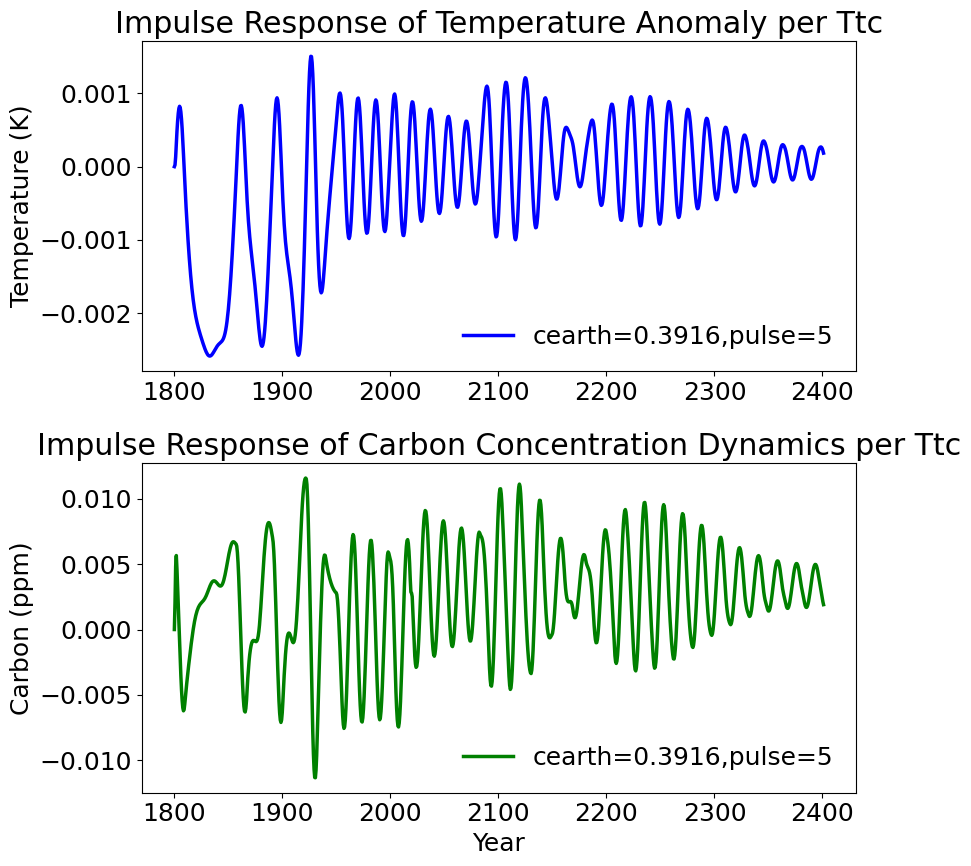 Impulse Response of Temperature Anomaly per Ttc
Temperature (K)
0.001
0.000
−0.001
−0.002
cearth=0.3916,pulse=5
1800 1900 2000 2100 2200 2300 2400
Impulse Response of Carbon Concentration Dynamics per Ttc
Carbon (ppm)
0.010
0.005
0.000
−0.005
−0.010
cearth=0.3916,pulse=5
1800 1900 2000 2100 2200 2300 2400
Year